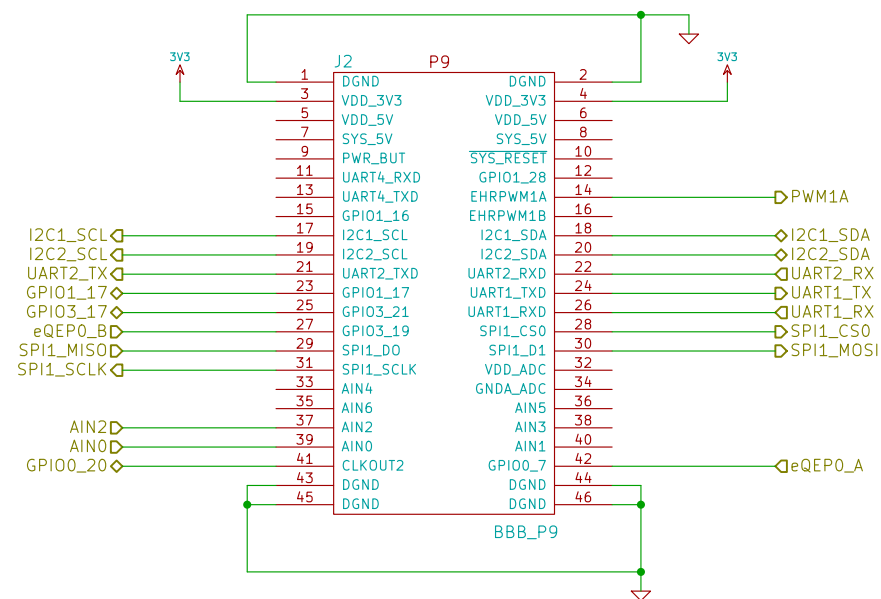 3V3 3V3
J2 P9
1 DGND DGND 2
3 VDD_3V3 VDD_3V3 4
5 VDD_5V VDD_5V 6
7 SYS_5V SYS_5V 8
9 PWR_BUT SYS_RESET 10
11 UART4_RXD GPIO1_28 12
13 UART4_TXD EHRPWM1A 14 PWM1A
15 GPIO1_16 EHRPWM1B 16
I2C1_SCL 17 I2C1_SCL I2C1_SDA 18 I2C1_SDA
I2C2_SCL 19 I2C2_SCL I2C2_SDA 20 I2C2_SDA
UART2_TX 21 UART2_TXD UART2_RXD 22 UART2_RX
GPIO1_17 23 GPIO1_17 UART1_TXD 24 UART1_TX
GPIO3_17 25 GPIO3_21 UART1_RXD 26 UART1_RX
eQEP0_B 27 GPIO3_19 SPI1_CS0 28 SPI1_CS0
SPI1_MISO 29 SPI1_DO SPI1_D1 30 SPI1_MOSI
SPI1_SCLK 31 SPI1_SCLK VDD_ADC 32
33 AIN4 GNDA_ADC 34
35 AIN6 AIN5 36
AIN2 37 AIN2 AIN3 38
AIN0 39 AIN0 AIN1 40
GPIO0_20 41 CLKOUT2 GPIO0_7 42 eQEP0_A
43 DGND DGND 44
45 DGND DGND 46
BBB_P9